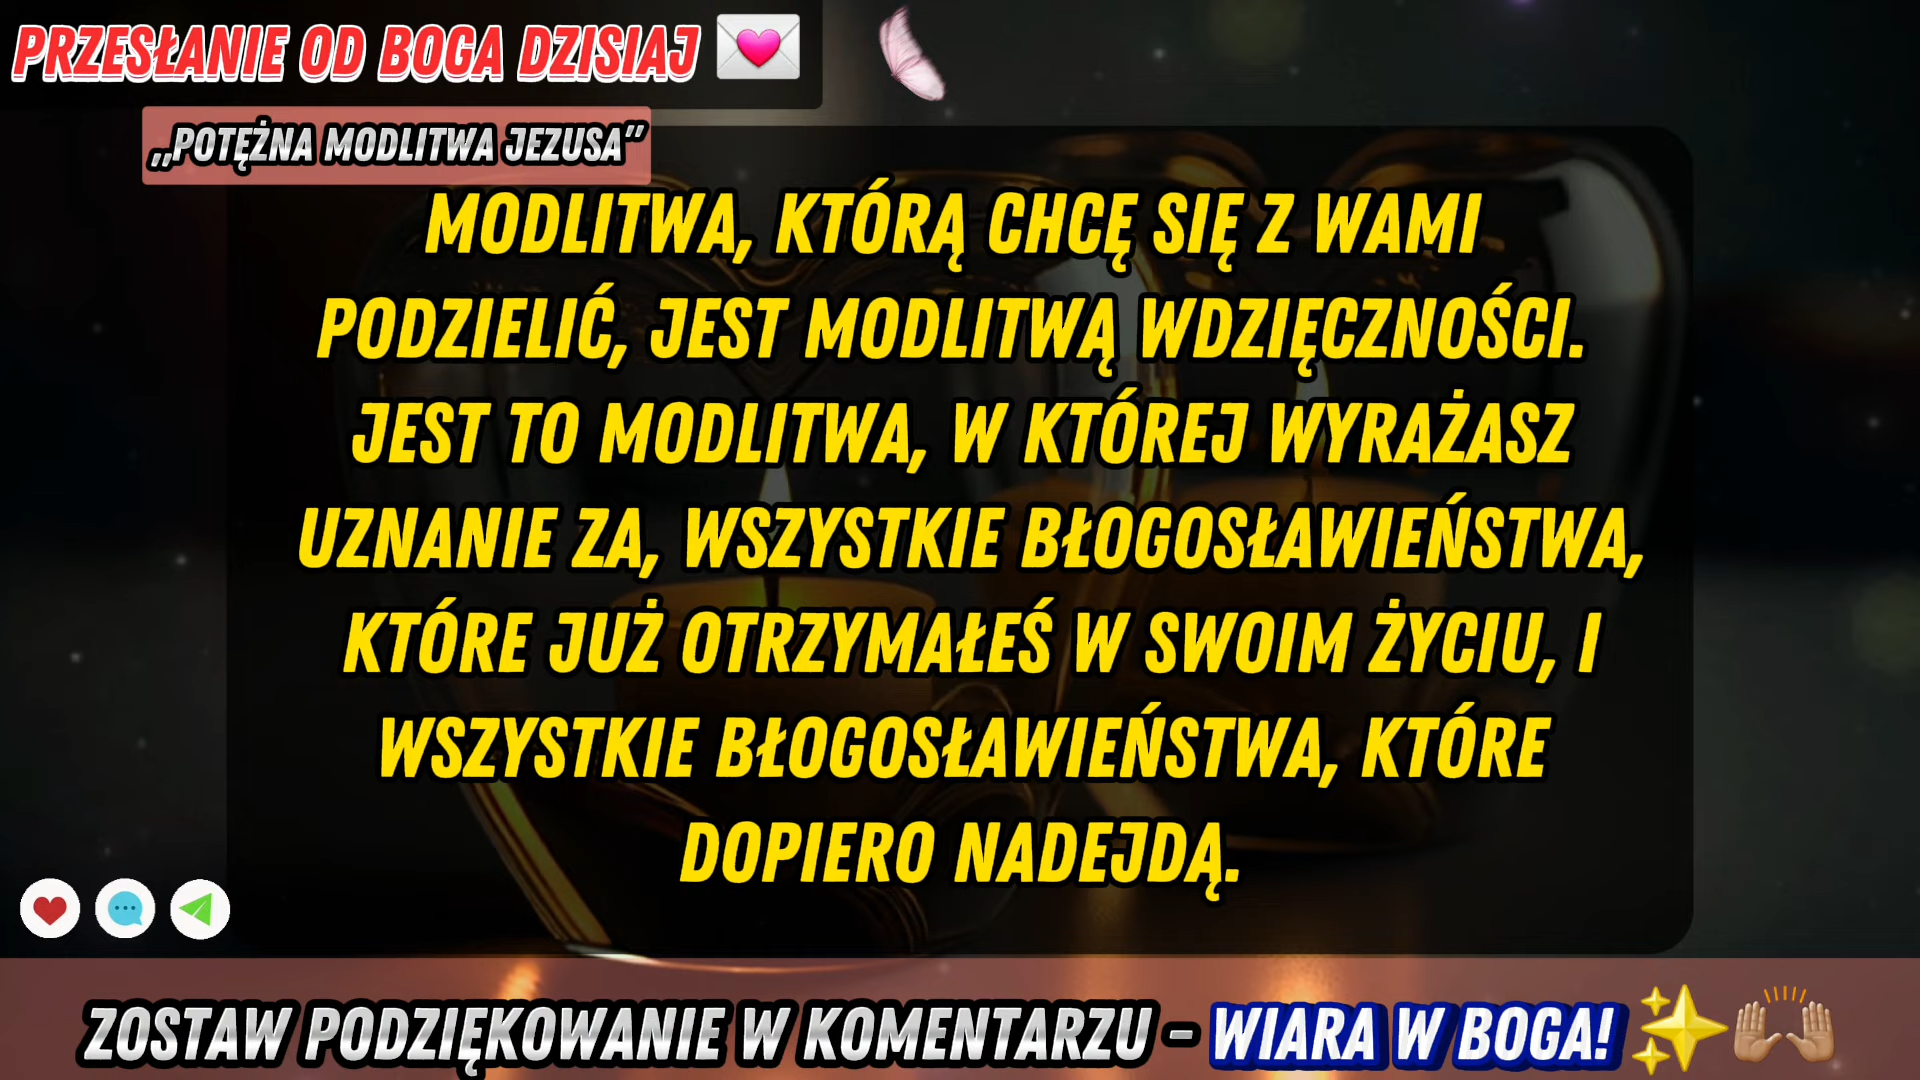 PRZESŁANIE OD BOGA DZISIAJ
,,POTĘŻNA MODLITWA JEZUSA"
MODLITWA, KTÓRĄ CHCĘ SIĘ Z WAMI
PODZIELIĆ, JEST MODLITWĄ WDZIĘCZNOŚCI.
JEST TO MODLITWA, W KTÓREJ WYRAŻASZ
UZNANIE ZA, WSZYSTKIE BŁOGOSŁAWIEŃSTWA,
KTÓRE JUŻ OTRZYMAŁEŚ W SWOIM ŻYCIU, I
WSZYSTKIE BŁOGOSŁAWIEŃSTWA, KTÓRE
DOPIERO NADEJDĄ.
ZOSTAW PODZIĘKOWANIE W KOMENTARZU - WIARA W BOGA!